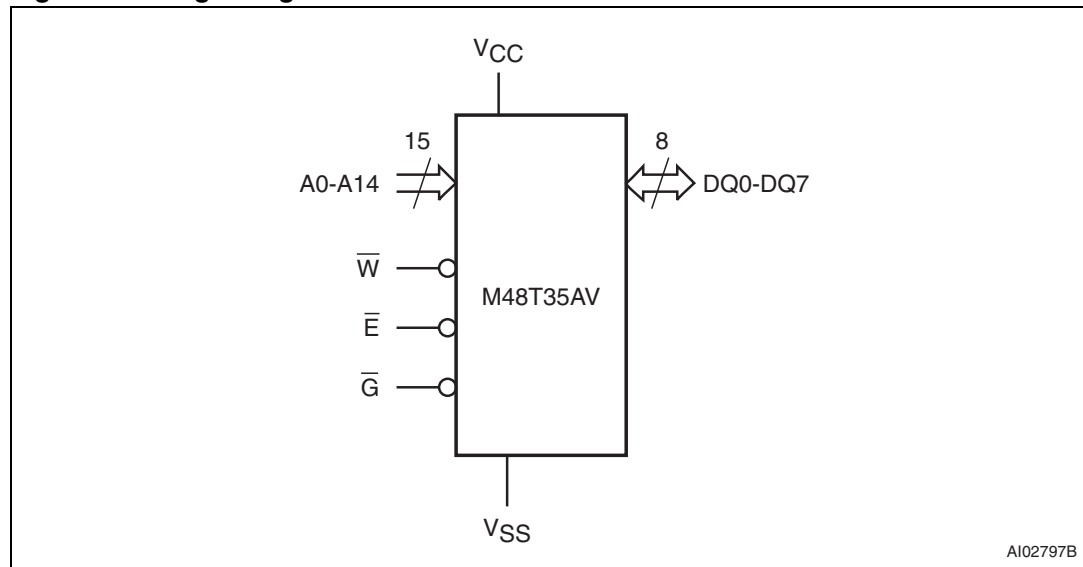 VCC
15
8
A0-A14
DQ0-DQ7
W̅
M48T35AV
E̅
G̅
VSS
AI02797B